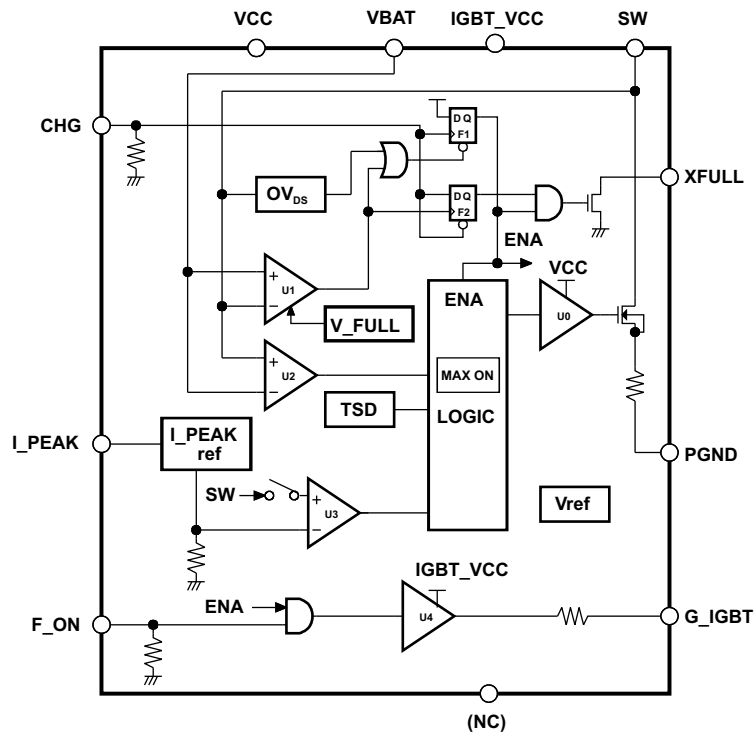 VCC
VBAT
IGBT_VCC
SW
CHG
D Q
F1
XFULL
OVDS
D Q
F2
ENA
U1
+
−
V_FULL
ENA
VCC
U0
+
−
U2
MAX ON
TSD
LOGIC
I_PEAK
I_PEAK
ref
PGND
SW
+
−
U3
Vref
IGBT_VCC
ENA
F_ON
U4
G_IGBT
(NC)